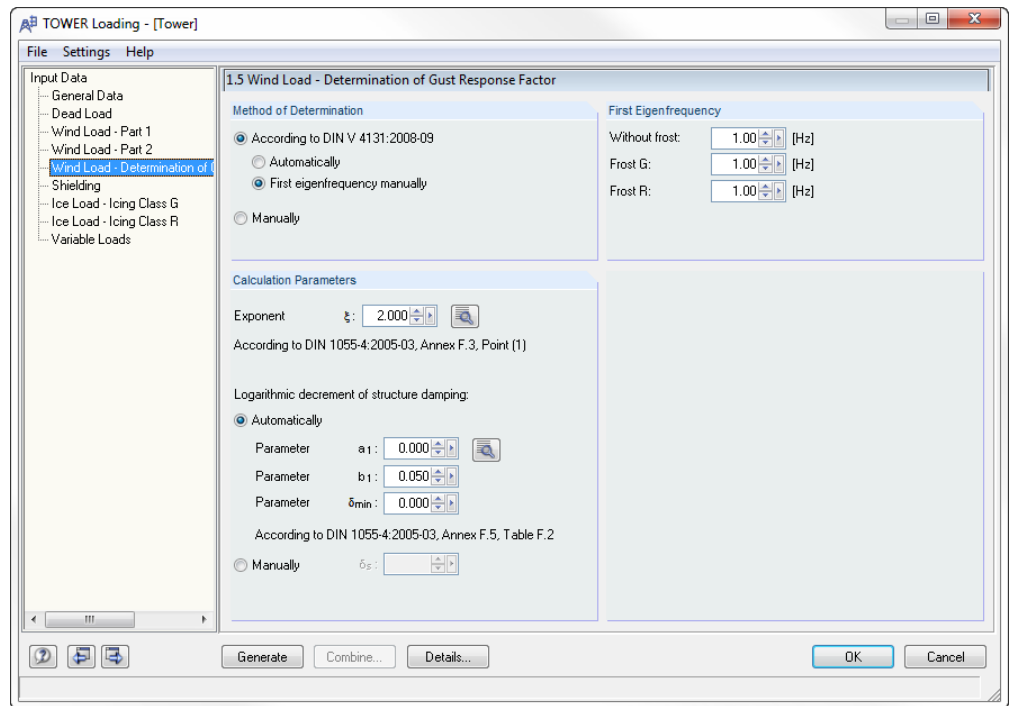 TOWER Loading - [Tower]
File Settings Help
Input Data
General Data
Dead Load
Wind Load - Part 1
Wind Load - Part 2
Wind Load - Determination of
Shielding
Ice Load - Icing Class G
Ice Load - Icing Class R
Variable Loads
1.5 Wind Load - Determination of Gust Response Factor
Method of Determination
According to DIN V 4131:2008-09
Automatically
First eigenfrequency manually
Manually
First Eigenfrequency
Without frost: 1.00 [Hz]
Frost G: 1.00 [Hz]
Frost R: 1.00 [Hz]
Calculation Parameters
Exponent ξ: 2.000
According to DIN 1055-4:2005-03, Annex F.3, Point (1)
Logarithmic decrement of structure damping:
Automatically
Parameter a1: 0.000
Parameter b1: 0.050
Parameter δmin: 0.000
According to DIN 1055-4:2005-03, Annex F.5, Table F.2
Manually δs:
Generate Combine... Details... OK Cancel